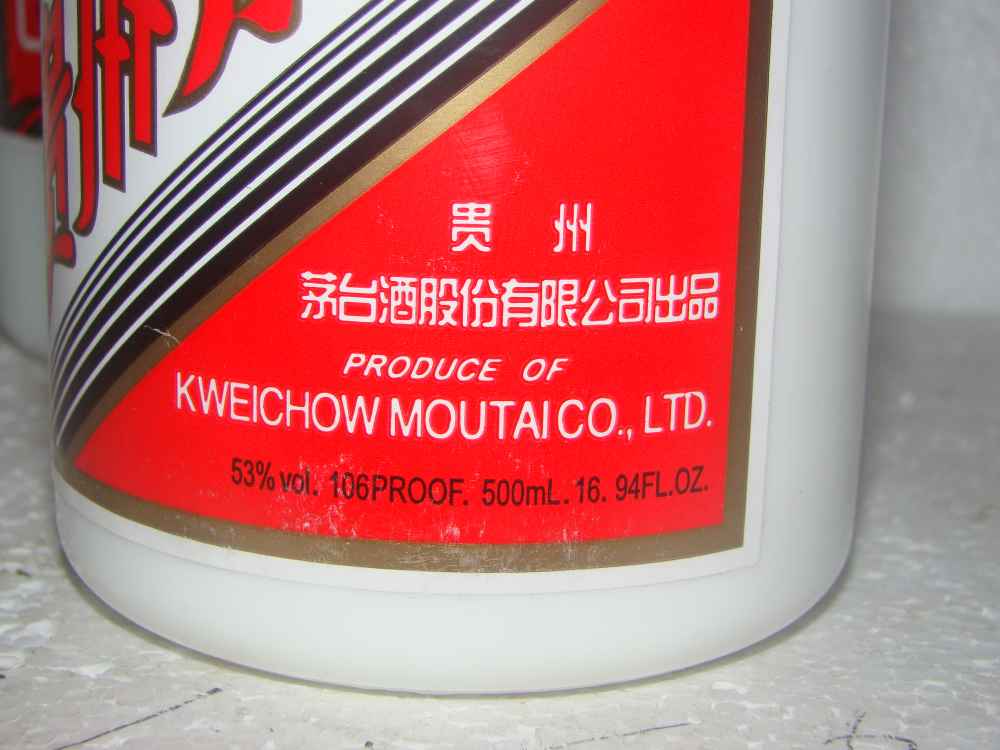 贵 州
茅台酒股份有限公司出品
PRODUCE OF
KWEICHOW MOUTAI CO., LTD.
53% vol. 106PROOF. 500mL. 16. 94FL.OZ.